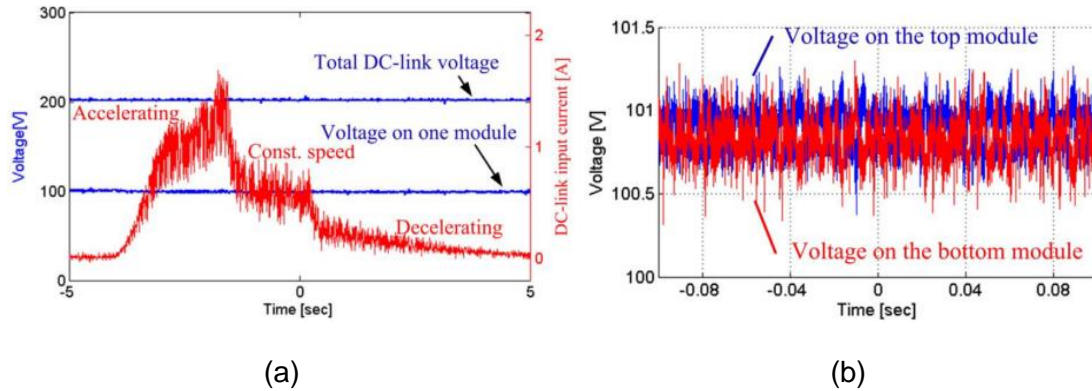 300
200
100
0
Voltage[V]
Accelerating
Total DC-link voltage
Voltage on one module
Const. speed
Decelerating
2
1
0
DC-link input current [A]
-5
0
5
Time [sec]
(a)
101.5
101
100.5
100
Voltage [V]
Voltage on the top module
Voltage on the bottom module
-0.08
-0.04
0
0.04
0.08
Time [sec]
(b)